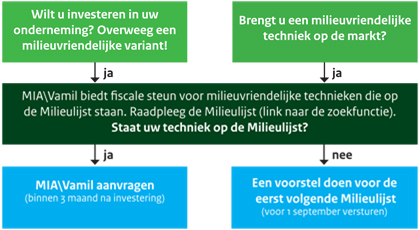 Wilt u investeren in uw
onderneming? Overweeg een
milieuvriendelijke variant!
Brengt u een milieuvriendelijke
techniek op de markt?
ja
ja
MIA\Vamil biedt fiscale steun voor milieuvriendelijke technieken die op
de Milieulijst staan. Raadpleeg de Milieulijst (link naar de zoekfunctie).
Staat uw techniek op de Milieulijst?
ja
nee
MIA\Vamil aanvragen
(binnen 3 maand na investering)
Een voorstel doen voor de
eerst volgende Milieulijst
(voor 1 september versturen)